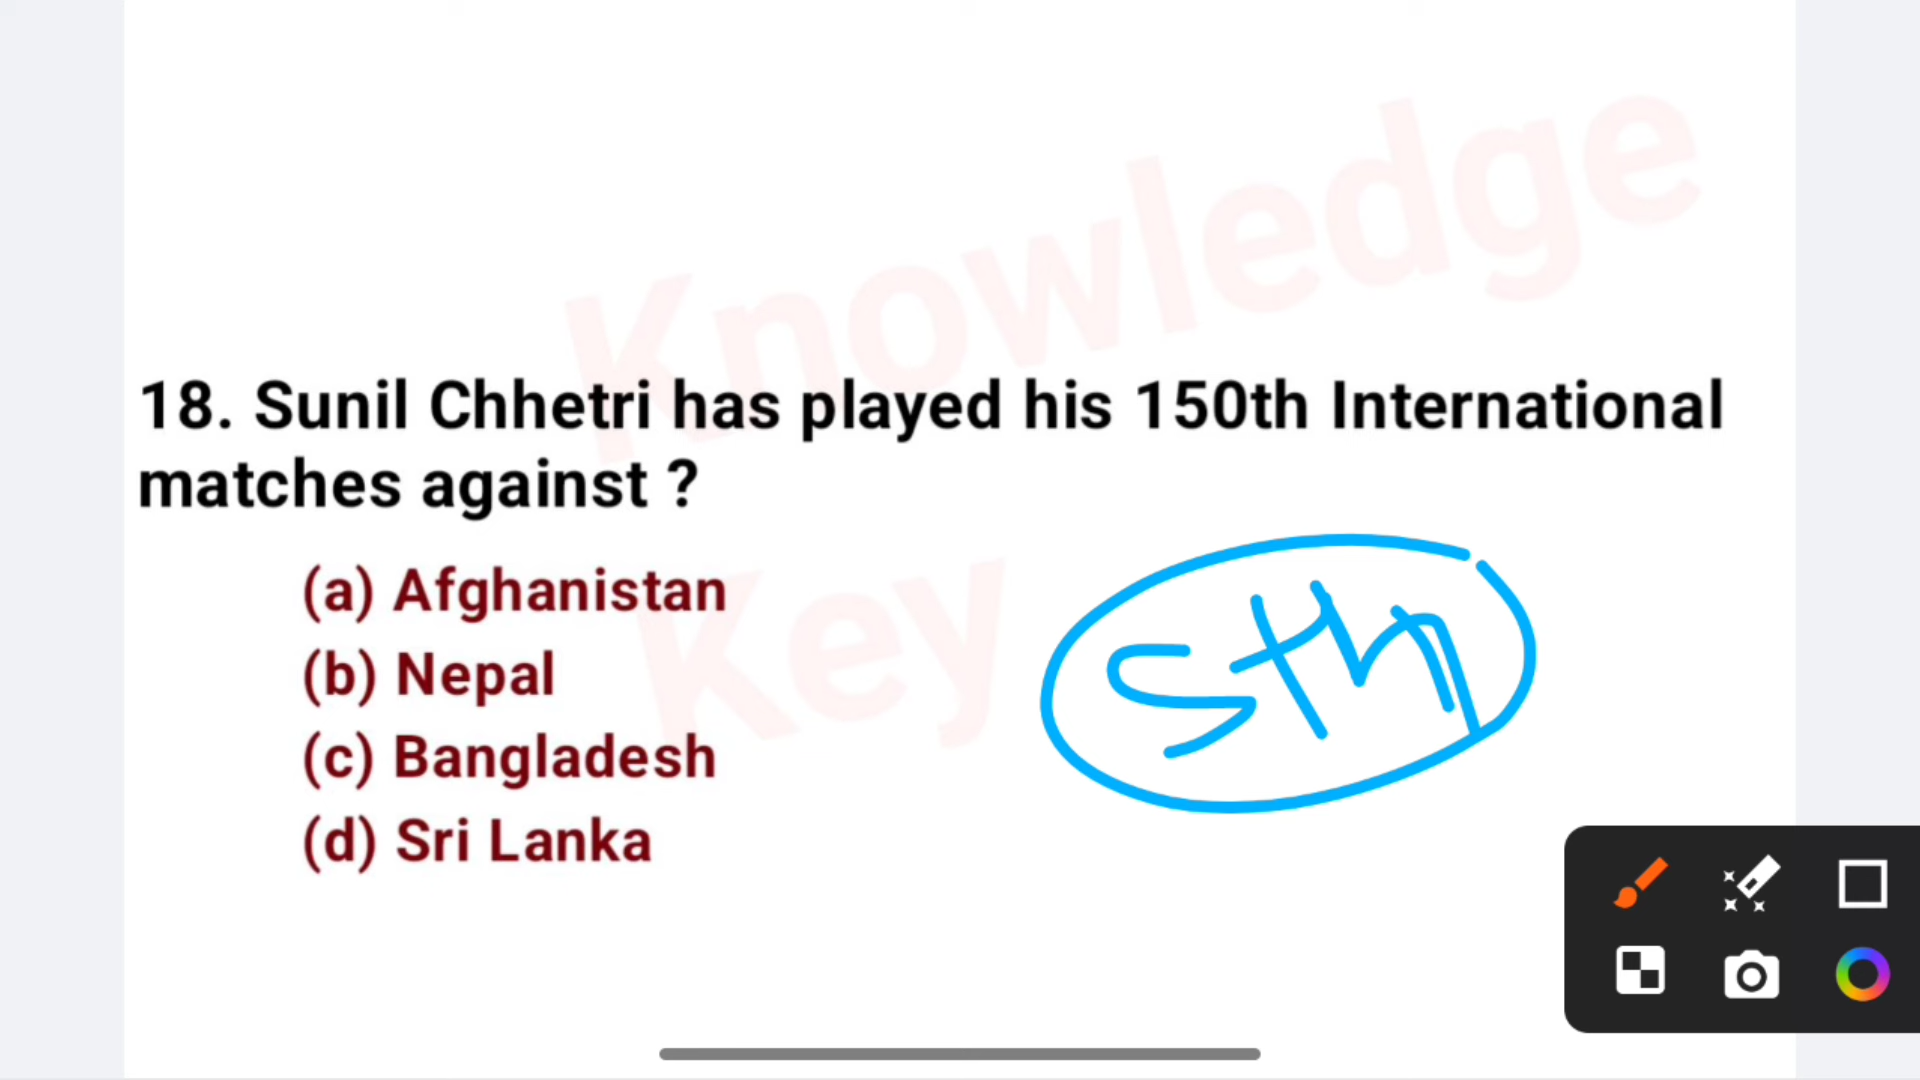 Knowledge
18. Sunil Chhetri has played his 150th International
matches against ?
Key
(a) Afghanistan
(b) Nepal
(c) Bangladesh
(d) Sri Lanka
5th